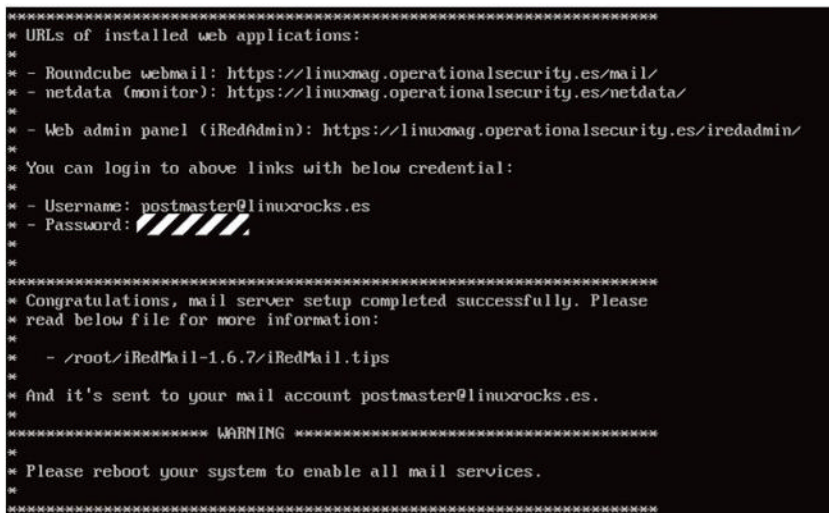 ******************************************************************
* URLs of installed web applications:
*
* - Roundcube webmail: https://linuxmag.operationalsecurity.es/mail/
* - netdata (monitor): https://linuxmag.operationalsecurity.es/netdata/
*
* - Web admin panel (iRedAdmin): https://linuxmag.operationalsecurity.es/iredadmin/
*
* You can login to above links with below credential:
*
* - Username: postmaster@linuxrocks.es
* - Password:
*
*
******************************************************************
* Congratulations, mail server setup completed successfully. Please
* read below file for more information:
*
*   - /root/iRedMail-1.6.7/iRedMail.tips
*
* And it's sent to your mail account postmaster@linuxrocks.es.
*
********************* WARNING *************************************
*
* Please reboot your system to enable all mail services.
*
******************************************************************